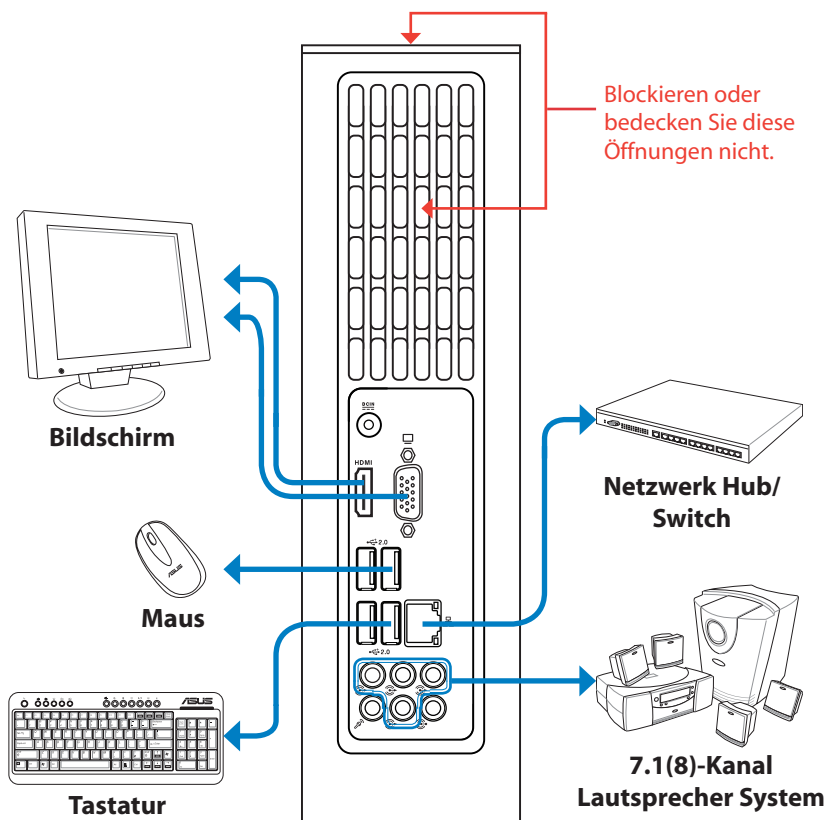 Blockieren oder
bedecken Sie diese
Öffnungen nicht.
Bildschirm
DCIN
HDMI
2.0
Netzwerk Hub/
Switch
ASUS
Maus
2.0
ASUS
Tastatur
7.1(8)-Kanal
Lautsprecher System